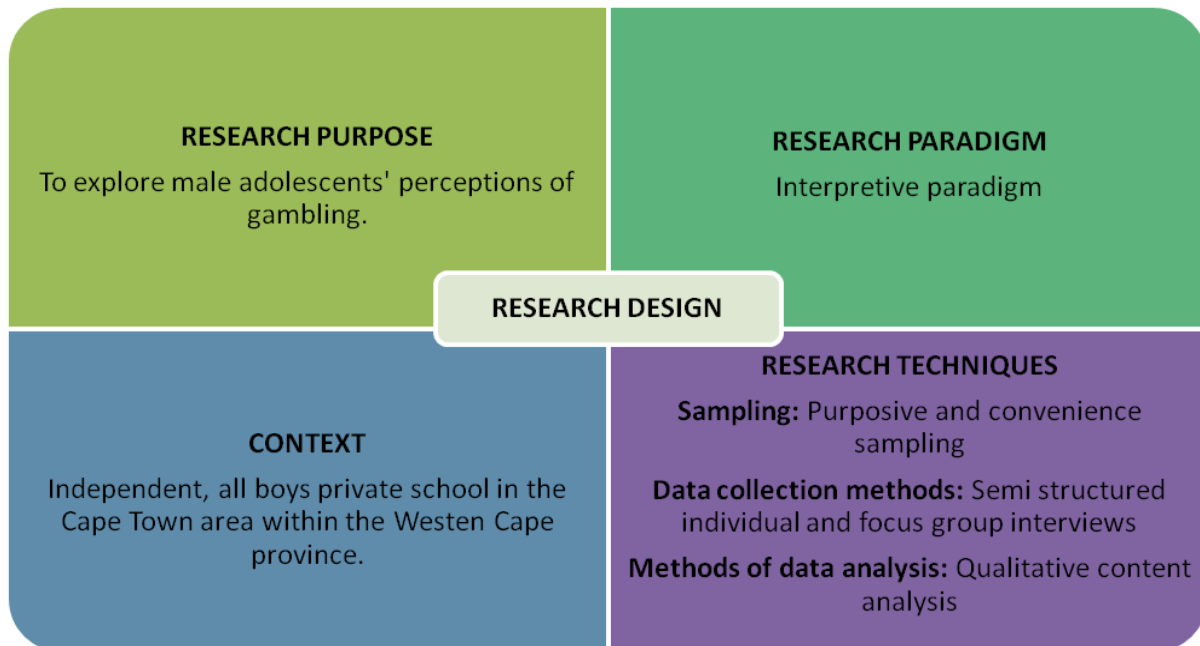 RESEARCH PURPOSE
To explore male adolescents' perceptions of
gambling.
RESEARCH PARADIGM
Interpretive paradigm
RESEARCH DESIGN
CONTEXT
Independent, all boys private school in the
Cape Town area within the Westen Cape
province.
RESEARCH TECHNIQUES
Sampling: Purposive and convenience
sampling
Data collection methods: Semi structured
individual and focus group interviews
Methods of data analysis: Qualitative content
analysis